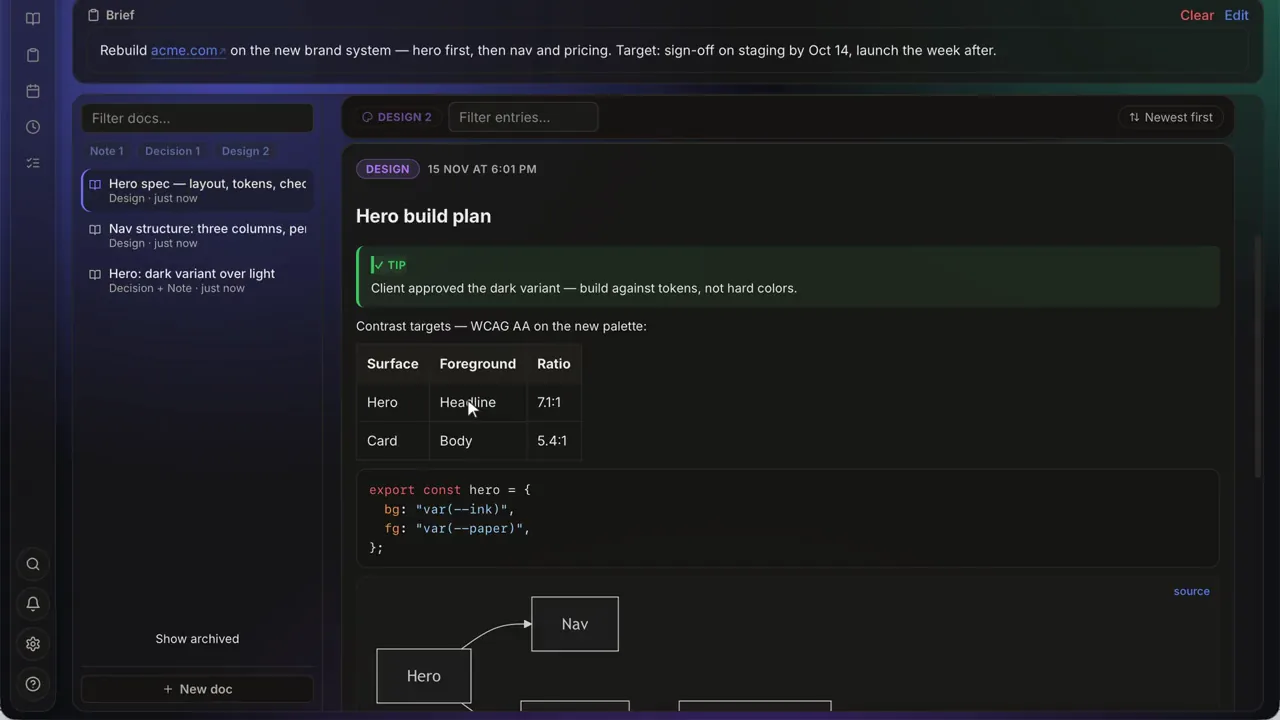 Brief
Clear Edit
Rebuild acme.com on the new brand system — hero first, then nav and pricing. Target: sign-off on staging by Oct 14, launch the week after.
Filter docs...
Note 1 Decision 1 Design 2
Hero spec — layout, tokens, chec
Design · just now
Nav structure: three columns, per
Design · just now
Hero: dark variant over light
Decision + Note · just now
Show archived
+ New doc
DESIGN 2
Filter entries...
Newest first
DESIGN 15 NOV AT 6:01 PM
Hero build plan
TIP
Client approved the dark variant — build against tokens, not hard colors.
Contrast targets — WCAG AA on the new palette:
Surface Foreground Ratio
Hero Headline 7.1:1
Card Body 5.4:1
export const hero = {
  bg: "var(--ink)",
  fg: "var(--paper)",
};
source
Nav
Hero